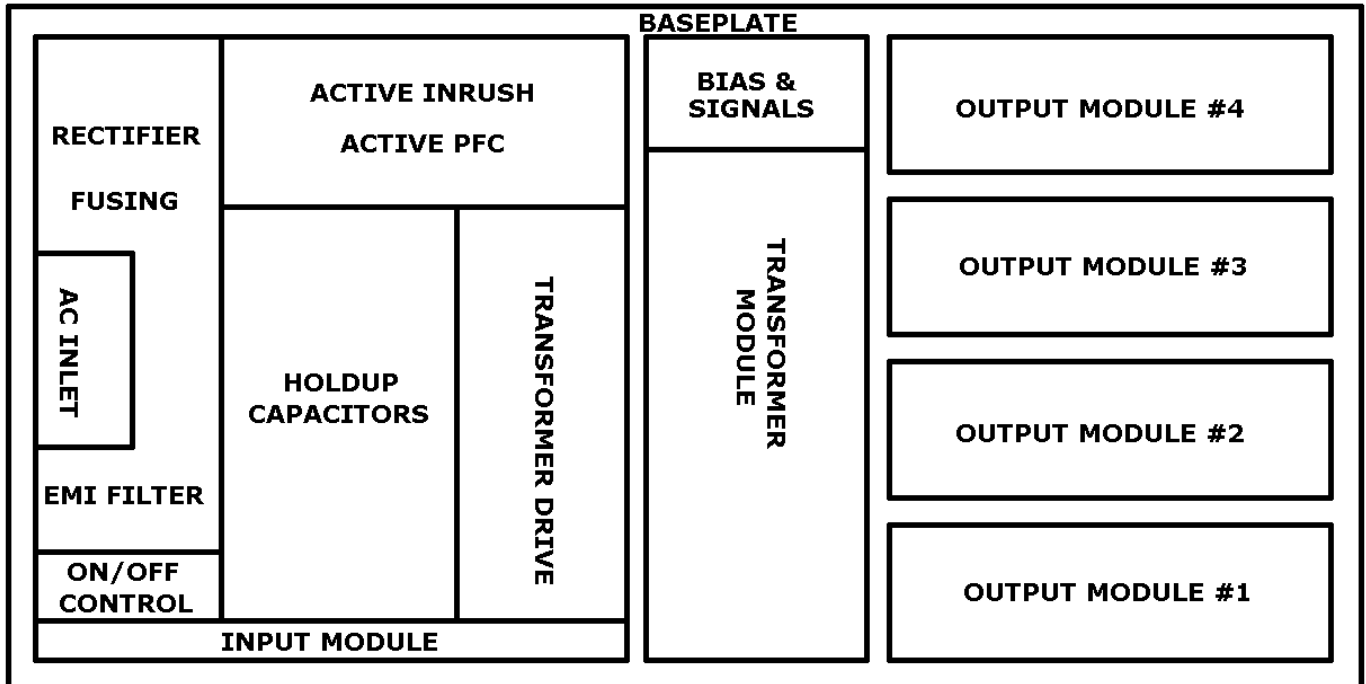 BASEPLATE
RECTIFIER
FUSING
AC INLET
EMI FILTER
ON/OFF
CONTROL
ACTIVE INRUSH
ACTIVE PFC
HOLDUP
CAPACITORS
TRANSFORMER DRIVE
INPUT MODULE
BIAS &
SIGNALS
TRANSFORMER
MODULE
OUTPUT MODULE #4
OUTPUT MODULE #3
OUTPUT MODULE #2
OUTPUT MODULE #1